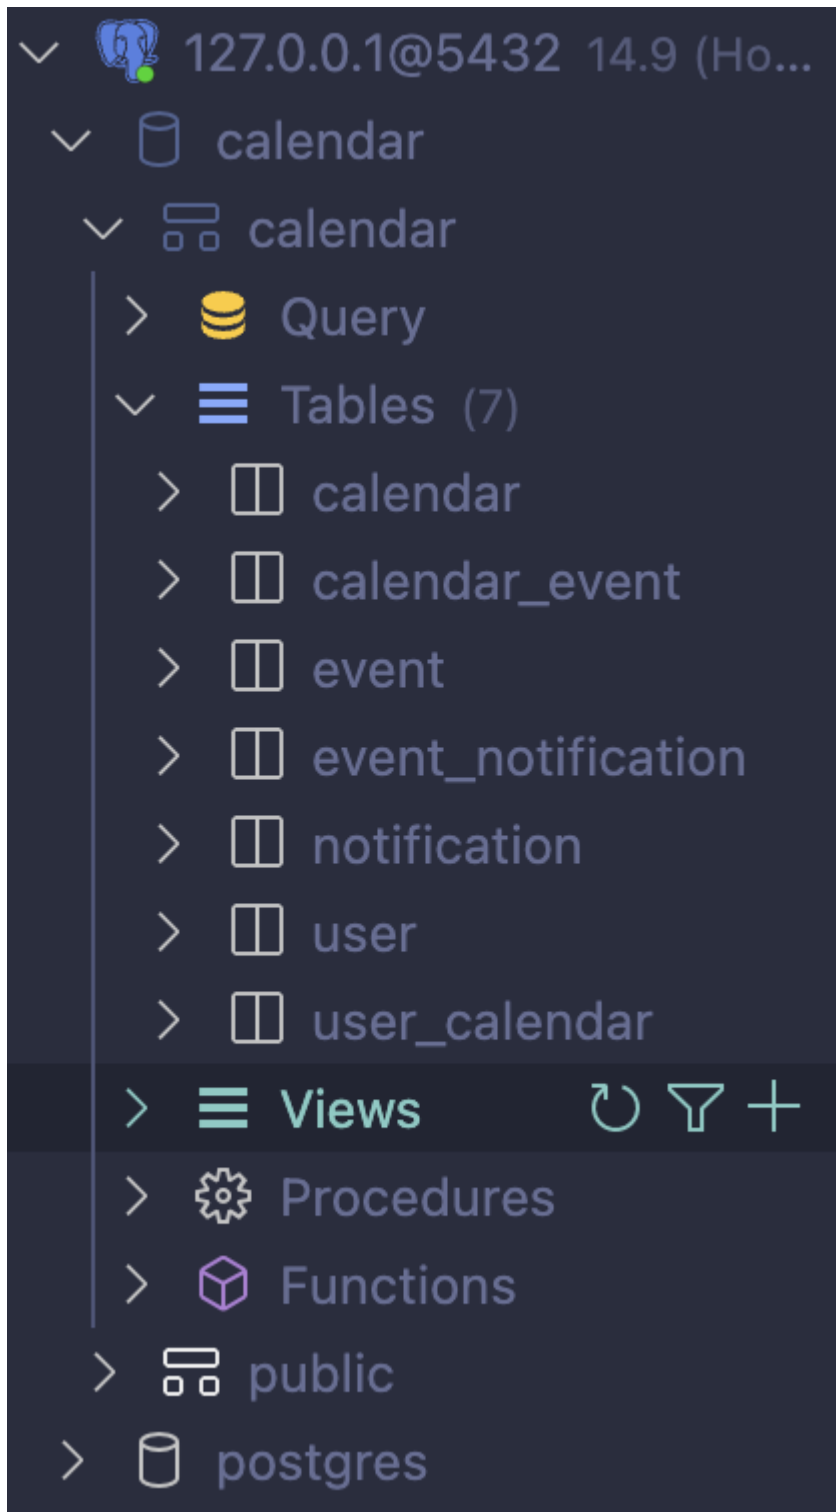 127.0.0.1@5432 14.9 (Ho...
calendar
calendar
Query
Tables (7)
calendar
calendar_event
event
event_notification
notification
user
user_calendar
Views
Procedures
Functions
public
postgres